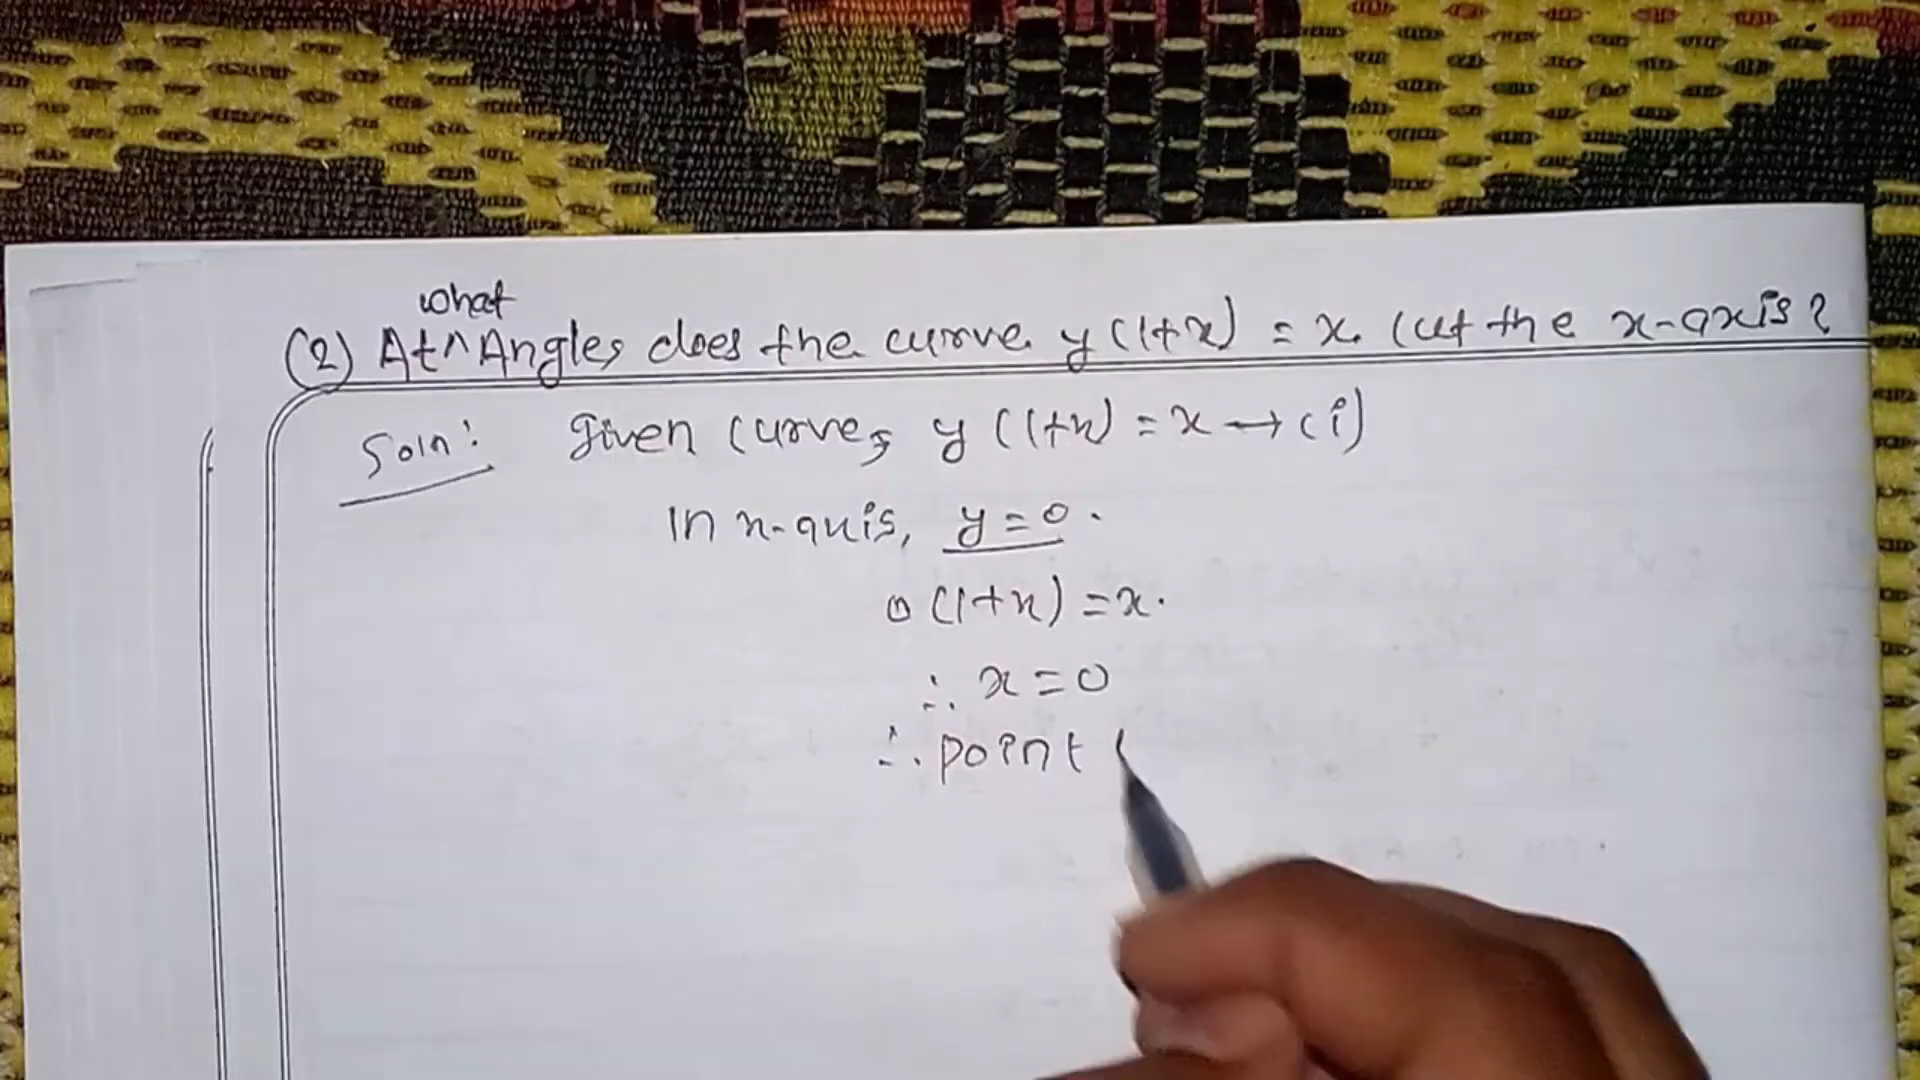 what
(2) At ^ Angles does the curve y (1+x) = x. Cut the x-axis?
Soln: Given curve, y (1+x) = x → (i)
In x-axis, y = 0.
0 (1+x) = x.
∴ x = 0
∴ point (